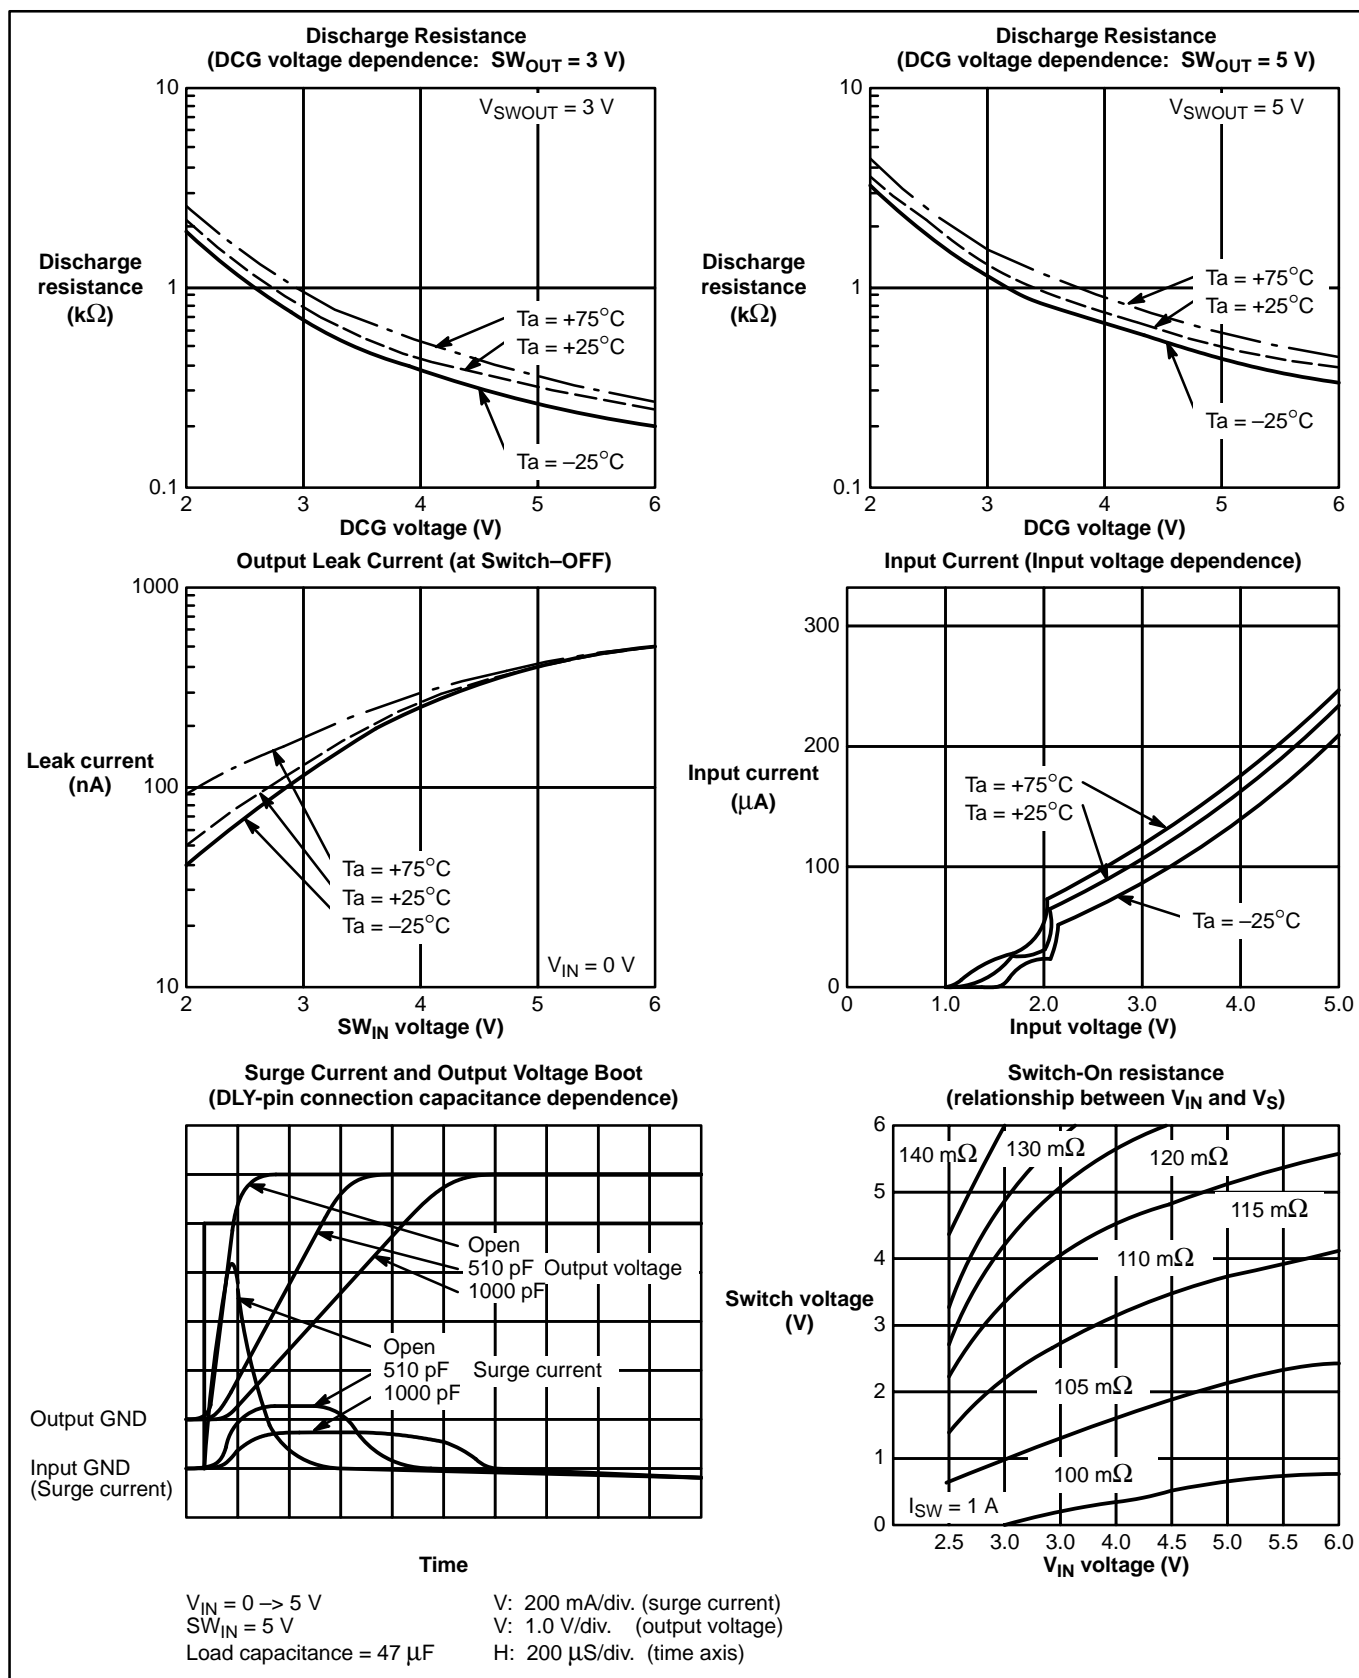 Discharge Resistance
(DCG voltage dependence: SWOUT = 3 V)
10
1
0.1
VSWOUT = 3 V
Discharge
resistance
(kΩ)
Ta = +75°C
Ta = +25°C
Ta = –25°C
2 3 4 5 6
DCG voltage (V)
Discharge Resistance
(DCG voltage dependence: SWOUT = 5 V)
10
1
0.1
VSWOUT = 5 V
Discharge
resistance
(kΩ)
Ta = +75°C
Ta = +25°C
Ta = –25°C
2 3 4 5 6
DCG voltage (V)
Output Leak Current (at Switch–OFF)
1000
100
10
Leak current
(nA)
Ta = +75°C
Ta = +25°C
Ta = –25°C
VIN = 0 V
2 3 4 5 6
SWIN voltage (V)
Input Current (Input voltage dependence)
300
200
100
0
Input current
(μA)
Ta = +75°C
Ta = +25°C
Ta = –25°C
0 1.0 2.0 3.0 4.0 5.0
Input voltage (V)
Surge Current and Output Voltage Boot
(DLY-pin connection capacitance dependence)
Open
510 pF Output voltage
1000 pF
Open
510 pF Surge current
1000 pF
Output GND
Input GND
(Surge current)
Time
VIN = 0 –> 5 V
SWIN = 5 V
Load capacitance = 47 μF
V: 200 mA/div. (surge current)
V: 1.0 V/div. (output voltage)
H: 200 μS/div. (time axis)
Switch-On resistance
(relationship between VIN and VS)
6
5
4
3
2
1
0
Switch voltage
(V)
140 mΩ
130 mΩ
120 mΩ
115 mΩ
110 mΩ
105 mΩ
100 mΩ
ISW = 1 A
2.5 3.0 3.5 4.0 4.5 5.0 5.5 6.0
VIN voltage (V)